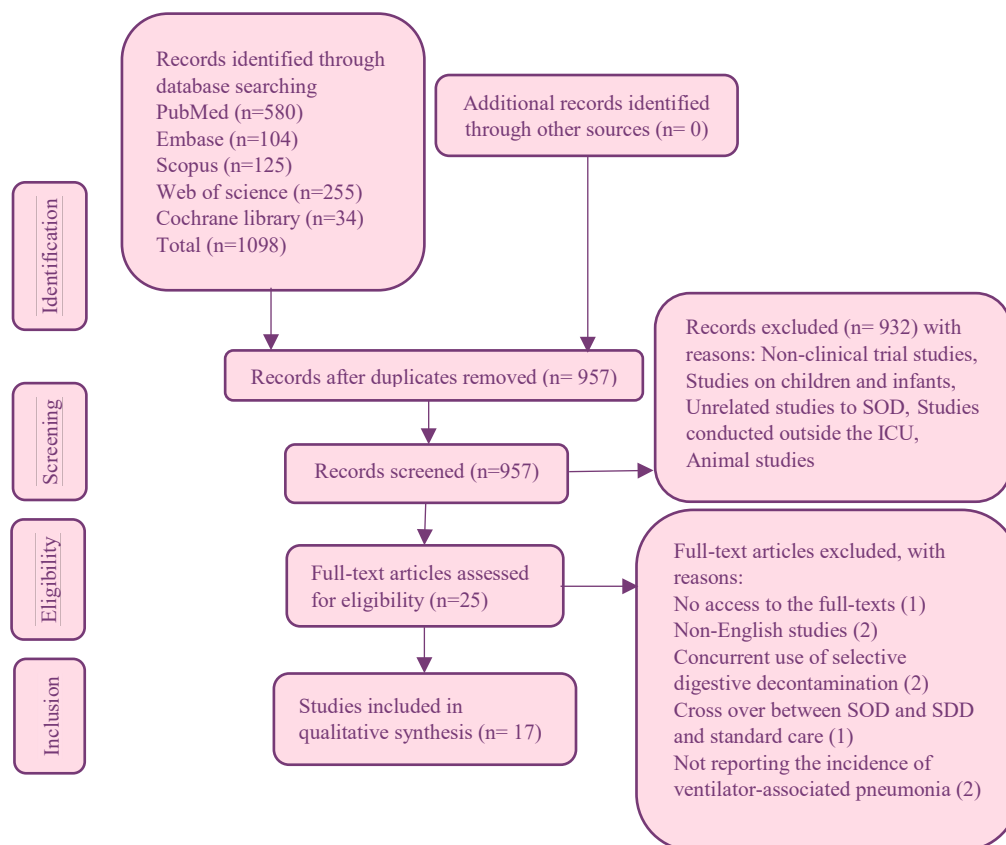 Records identified through
database searching
PubMed (n=580)
Embase (n=104)
Scopus (n=125)
Web of science (n=255)
Cochrane library (n=34)
Total (n=1098)
Additional records identified
through other sources (n= 0)
Identification
Records after duplicates removed (n= 957)
Records excluded (n= 932) with
reasons: Non-clinical trial studies,
Studies on children and infants,
Unrelated studies to SOD, Studies
conducted outside the ICU,
Animal studies
Screening
Records screened (n=957)
Eligibility
Full-text articles assessed
for eligibility (n=25)
Full-text articles excluded, with
reasons:
No access to the full-texts (1)
Non-English studies (2)
Concurrent use of selective
digestive decontamination (2)
Cross over between SOD and SDD
and standard care (1)
Not reporting the incidence of
ventilator-associated pneumonia (2)
Inclusion
Studies included in
qualitative synthesis (n= 17)